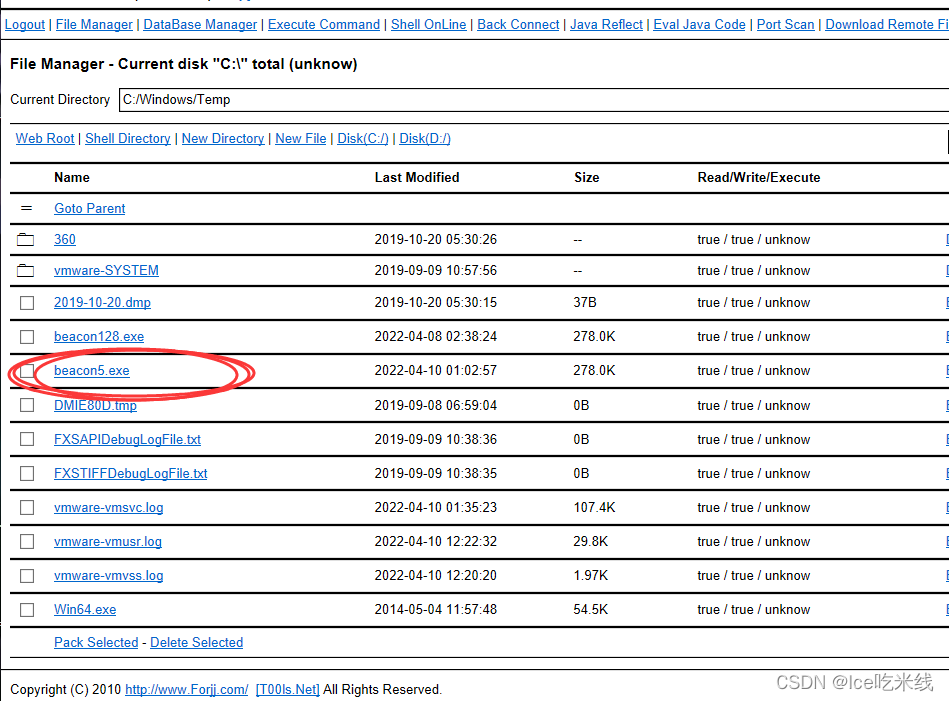 Logout | File Manager | DataBase Manager | Execute Command | Shell OnLine | Back Connect | Java Reflect | Eval Java Code | Port Scan | Download Remote Fi
File Manager - Current disk "C:\" total (unknow)
Current Directory C:/Windows/Temp
Web Root | Shell Directory | New Directory | New File | Disk(C:/) | Disk(D:/)
Name Last Modified Size Read/Write/Execute
= Goto Parent
360 2019-10-20 05:30:26 -- true / true / unknow
vmware-SYSTEM 2019-09-09 10:57:56 -- true / true / unknow
2019-10-20.dmp 2019-10-20 05:30:15 37B true / true / unknow
beacon128.exe 2022-04-08 02:38:24 278.0K true / true / unknow
beacon5.exe 2022-04-10 01:02:57 278.0K true / true / unknow
DMIE80D.tmp 2019-09-08 06:59:04 0B true / true / unknow
FXSAPIDebugLogFile.txt 2019-09-09 10:38:36 0B true / true / unknow
FXSTIFFDebugLogFile.txt 2019-09-09 10:38:35 0B true / true / unknow
vmware-vmsvc.log 2022-04-10 01:35:23 107.4K true / true / unknow
vmware-vmusr.log 2022-04-10 12:22:32 29.8K true / true / unknow
vmware-vmvss.log 2022-04-10 12:20:20 1.97K true / true / unknow
Win64.exe 2014-05-04 11:57:48 54.5K true / true / unknow
Pack Selected - Delete Selected
Copyright (C) 2010 http://www.Forjj.com/ [T00ls.Net] All Rights Reserved.
CSDN @Ice吃米线